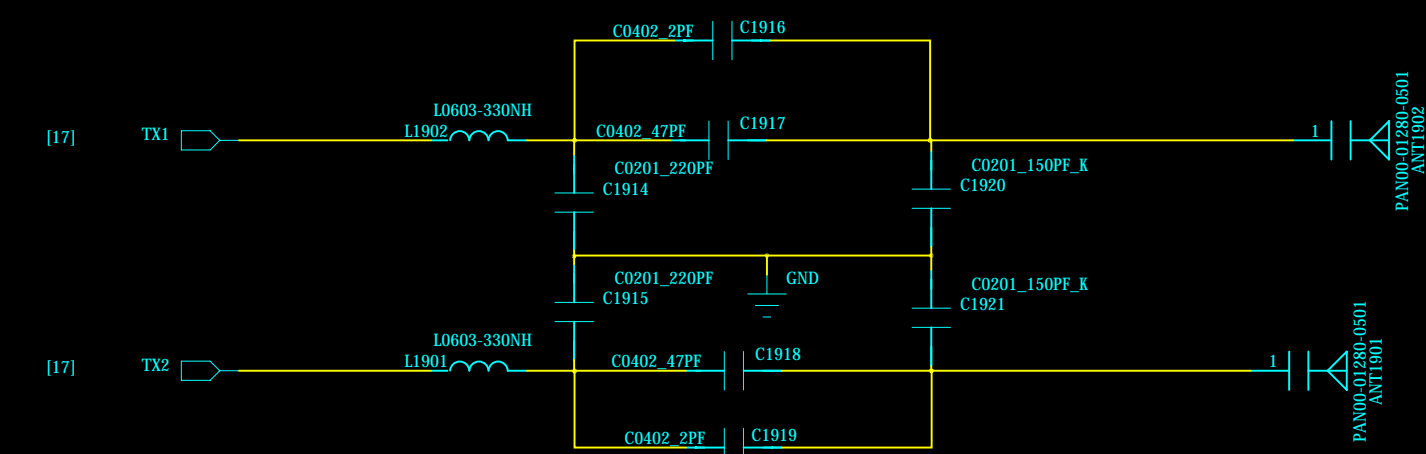 C0402_2PF
C1916
[17]
TX1
L0603-330NH
L1902
C0402_47PF
C1917
1
PAN00-01280-0501
ANT1902
C0201_220PF
C1914
C0201_150PF_K
C1920
GND
C0201_220PF
C1915
C0201_150PF_K
C1921
[17]
TX2
L0603-330NH
L1901
C0402_47PF
C1918
1
PAN00-01280-0501
ANT1901
C0402_2PF
C1919